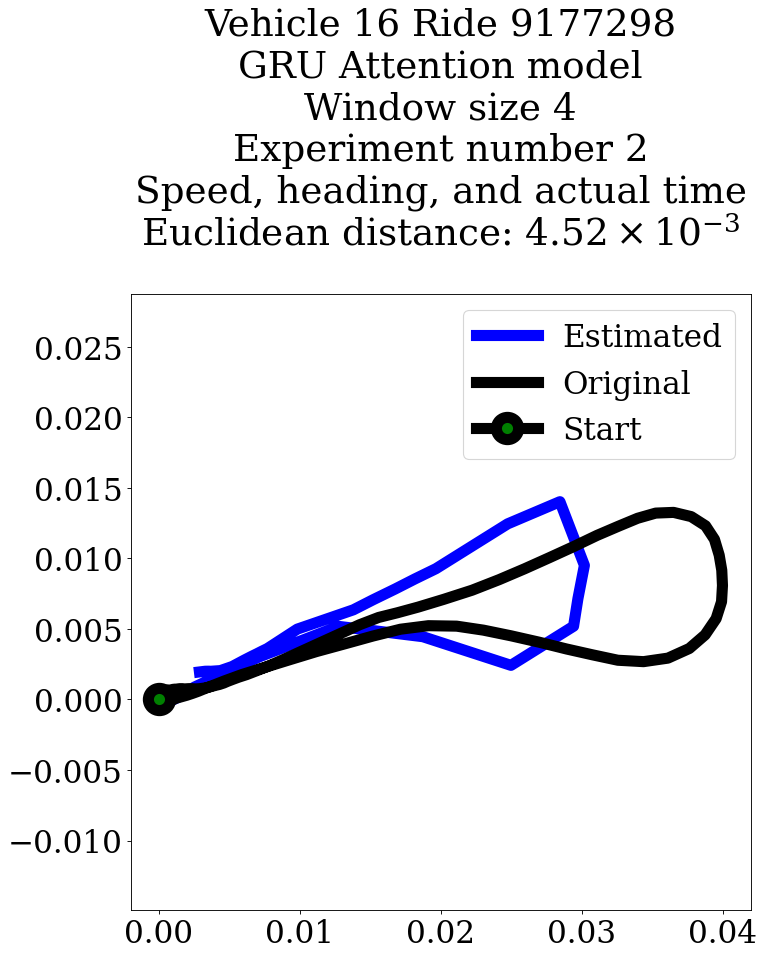 Vehicle 16 Ride 9177298
GRU Attention model
Window size 4
Experiment number 2
Speed, heading, and actual time
Euclidean distance: 4.52 × 10⁻³
Estimated
Original
Start
0.025
0.020
0.015
0.010
0.005
0.000
−0.005
−0.010
0.00 0.01 0.02 0.03 0.04